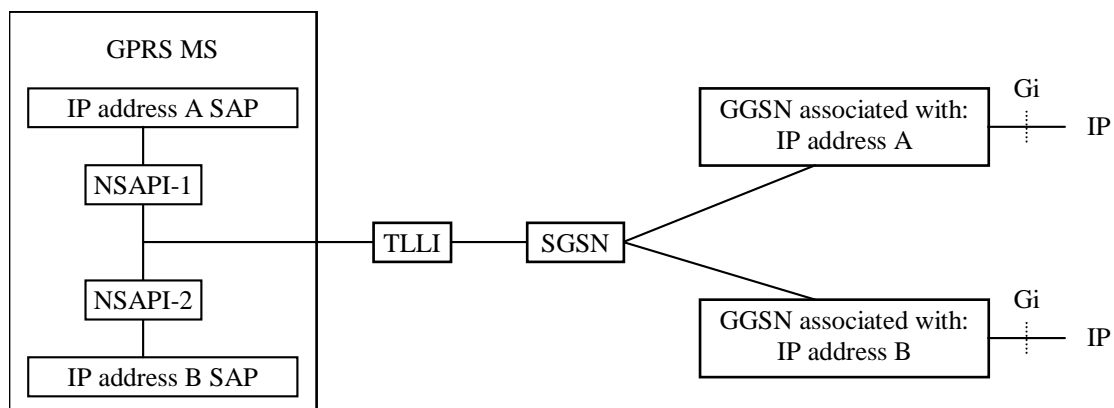 GPRS MS
IP address A SAP
NSAPI-1
NSAPI-2
IP address B SAP
TLLI
SGSN
GGSN associated with:
IP address A
Gi
IP
GGSN associated with:
IP address B
Gi
IP